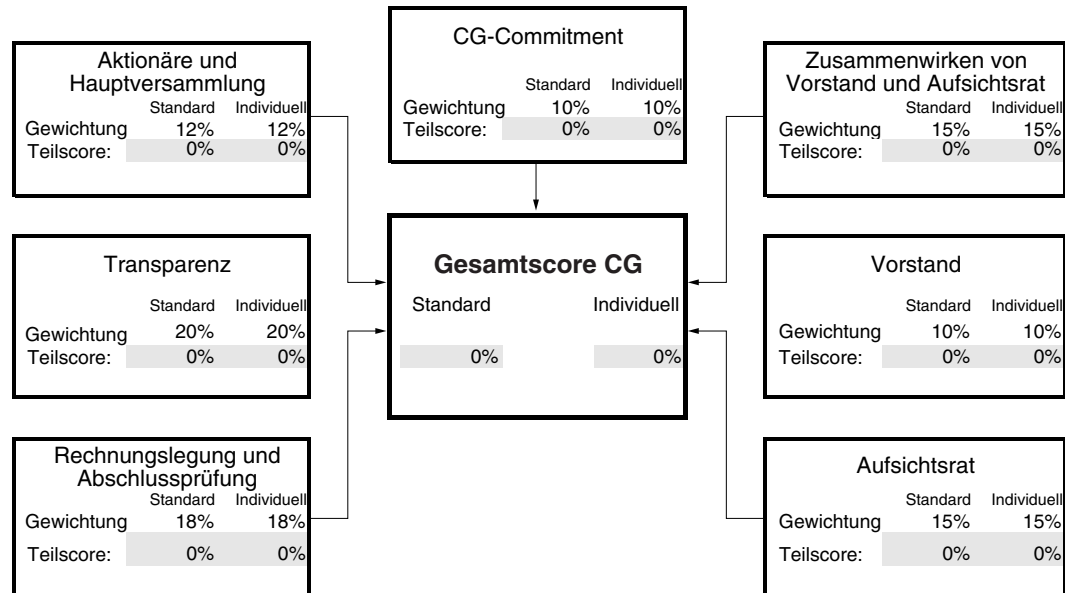 CG-Commitment
Standard Individuell
Gewichtung 10% 10%
Teilscore: 0% 0%
Aktionäre und
Hauptversammlung
Standard Individuell
Gewichtung 12% 12%
Teilscore: 0% 0%
Zusammenwirken von
Vorstand und Aufsichtsrat
Standard Individuell
Gewichtung 15% 15%
Teilscore: 0% 0%
Transparenz
Standard Individuell
Gewichtung 20% 20%
Teilscore: 0% 0%
Gesamtscore CG
Standard Individuell
0% 0%
Vorstand
Standard Individuell
Gewichtung 10% 10%
Teilscore: 0% 0%
Rechnungslegung und
Abschlussprüfung
Standard Individuell
Gewichtung 18% 18%
Teilscore: 0% 0%
Aufsichtsrat
Standard Individuell
Gewichtung 15% 15%
Teilscore: 0% 0%